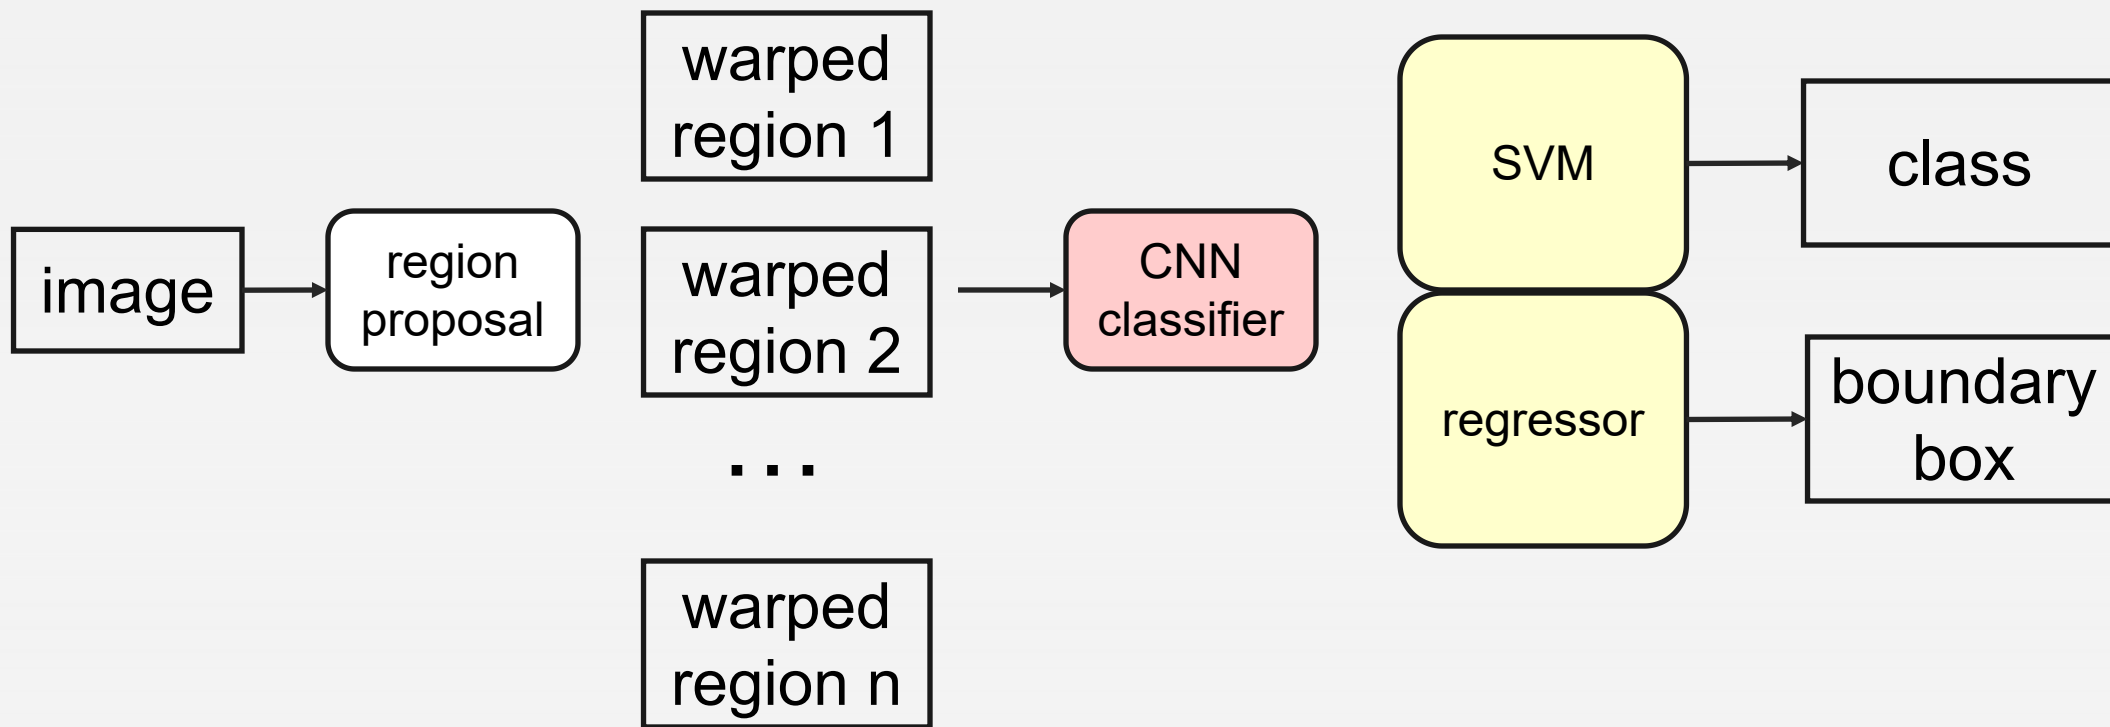 image
region
proposal
warped
region 1
warped
region 2
...
warped
region n
CNN
classifier
SVM
regressor
class
boundary
box